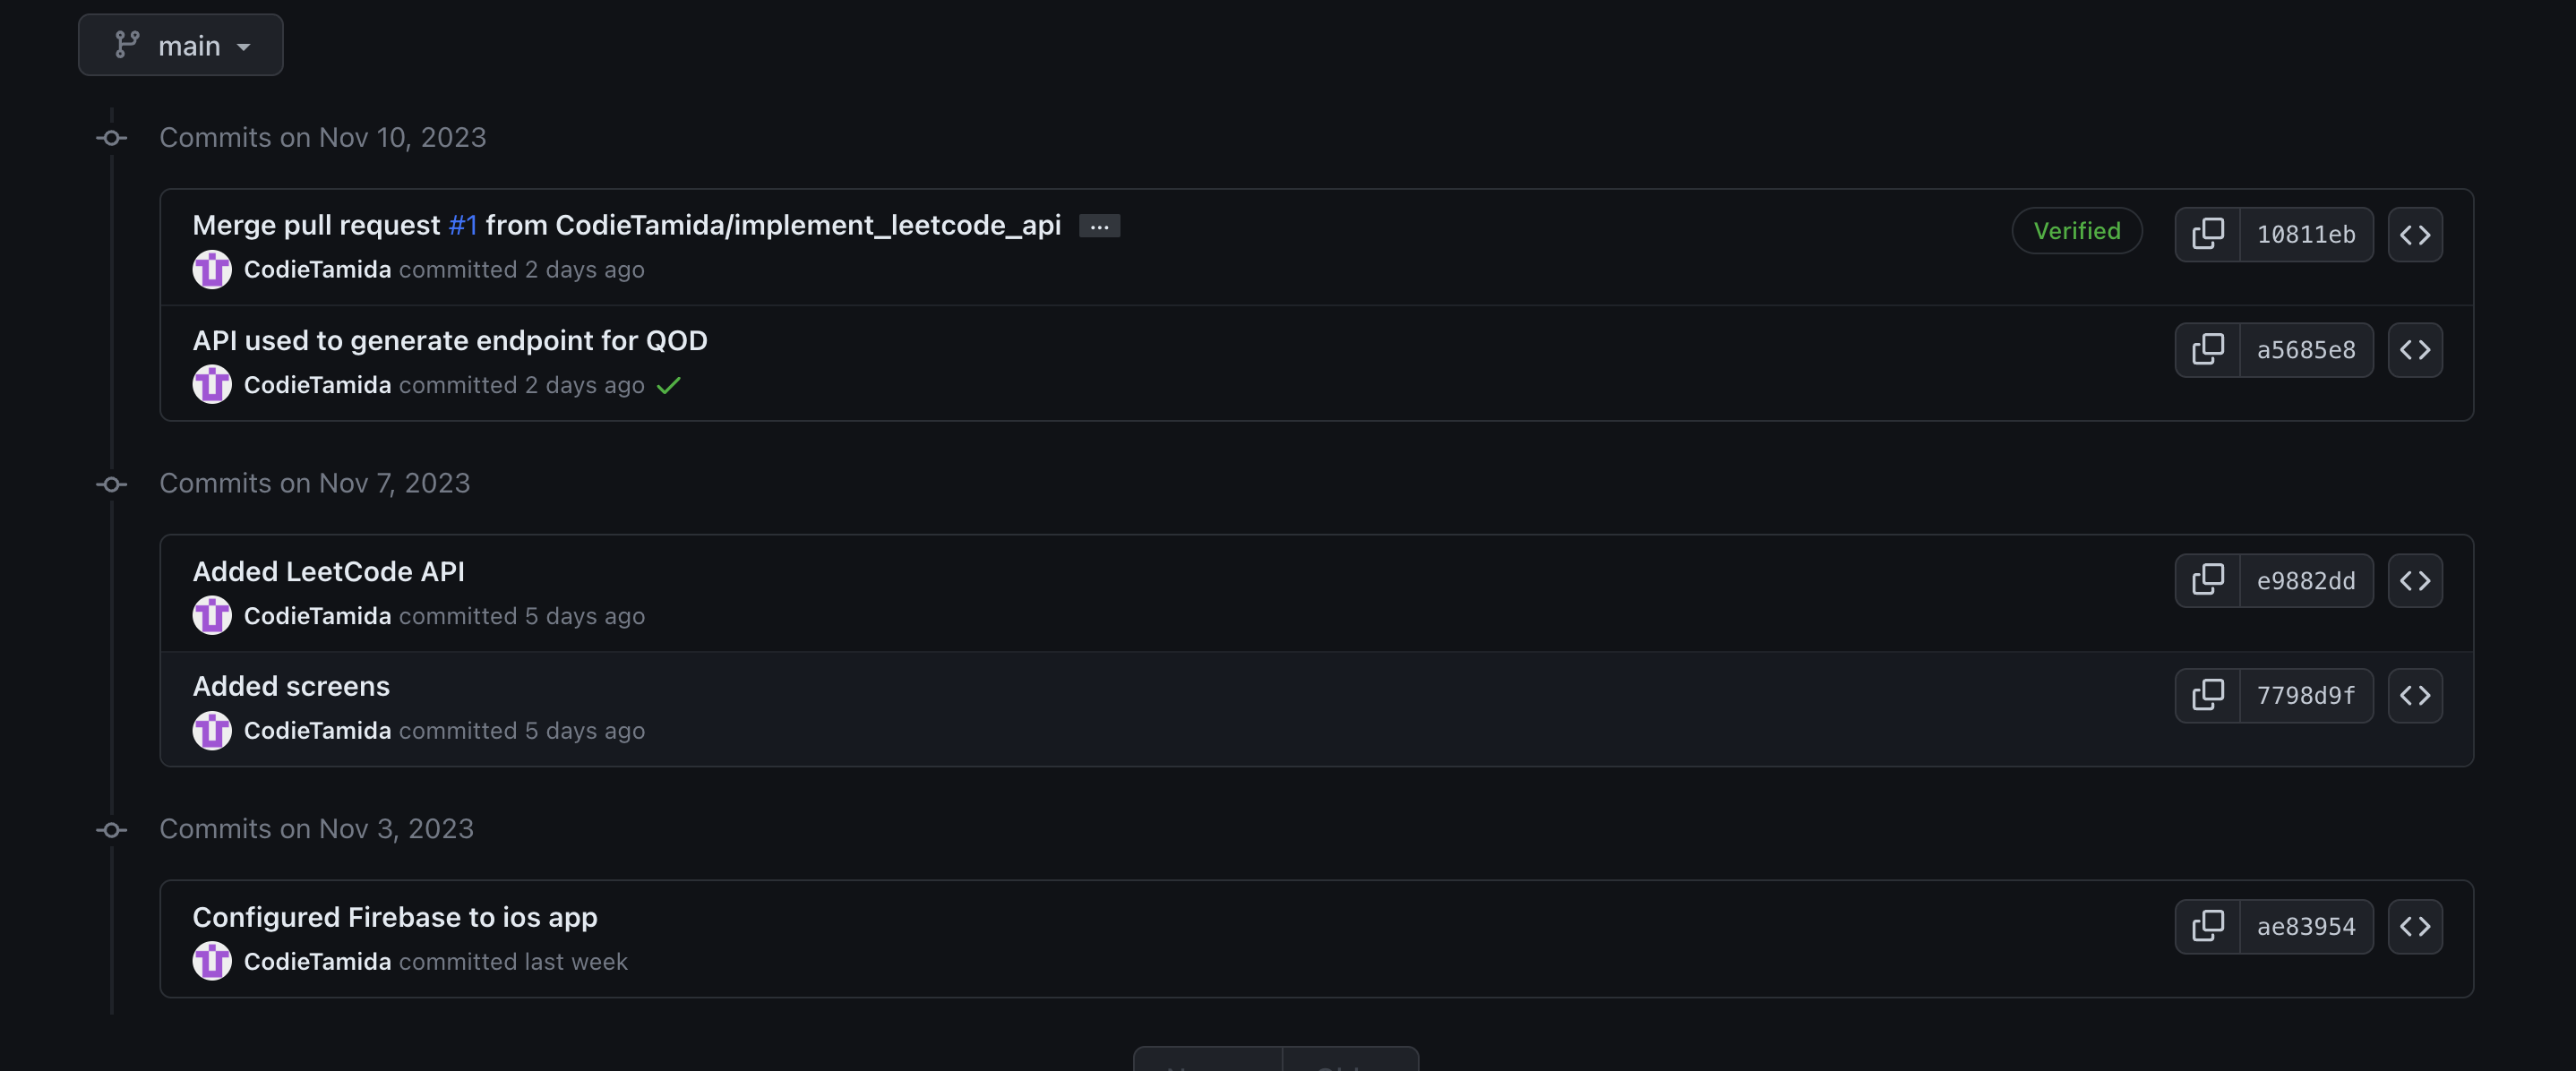 main
Commits on Nov 10, 2023
Merge pull request #1 from CodieTamida/implement_leetcode_api ...
Verified
10811eb
CodieTamida committed 2 days ago
API used to generate endpoint for QOD
a5685e8
CodieTamida committed 2 days ago
Commits on Nov 7, 2023
Added LeetCode API
e9882dd
CodieTamida committed 5 days ago
Added screens
7798d9f
CodieTamida committed 5 days ago
Commits on Nov 3, 2023
Configured Firebase to ios app
ae83954
CodieTamida committed last week